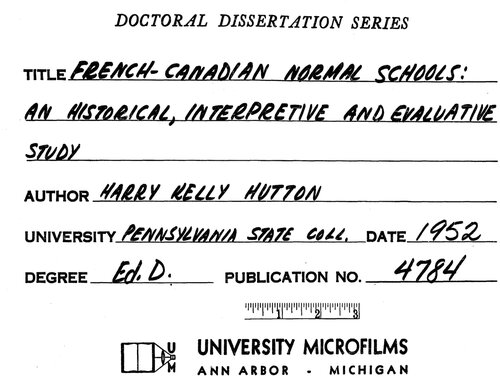 DOCTORAL DISSERTATION SERIES
TITLE FRENCH-CANADIAN NORMAL SCHOOLS:
AN HISTORICAL, INTERPRETIVE AND EVALUATIVE
STUDY
AUTHOR HARRY KELLY HUTTON
UNIVERSITY PENNSYLVANIA STATE COLL. DATE 1952
DEGREE Ed. D. PUBLICATION NO. 4784
1 2 3
UM UNIVERSITY MICROFILMS
ANN ARBOR - MICHIGAN